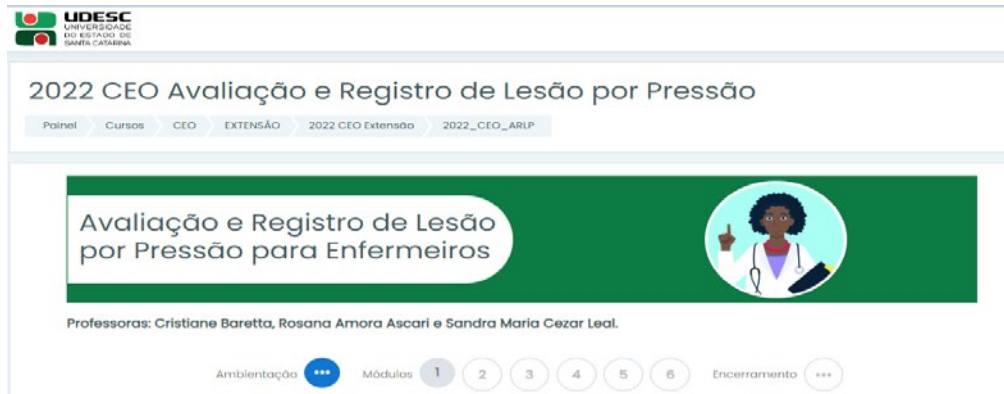 UDESC
UNIVERSIDADE
DO ESTADO DE
SANTA CATARINA
2022 CEO Avaliação e Registro de Lesão por Pressão
Painel Cursos CEO EXTENSÃO 2022 CEO Extensão 2022_CEO_ARLP
Avaliação e Registro de Lesão
por Pressão para Enfermeiros
Professoras: Cristiane Baretta, Rosana Amora Ascari e Sandra Maria Cezar Leal.
Ambientação ••• Módulos 1 2 3 4 5 6 Encerramento •••